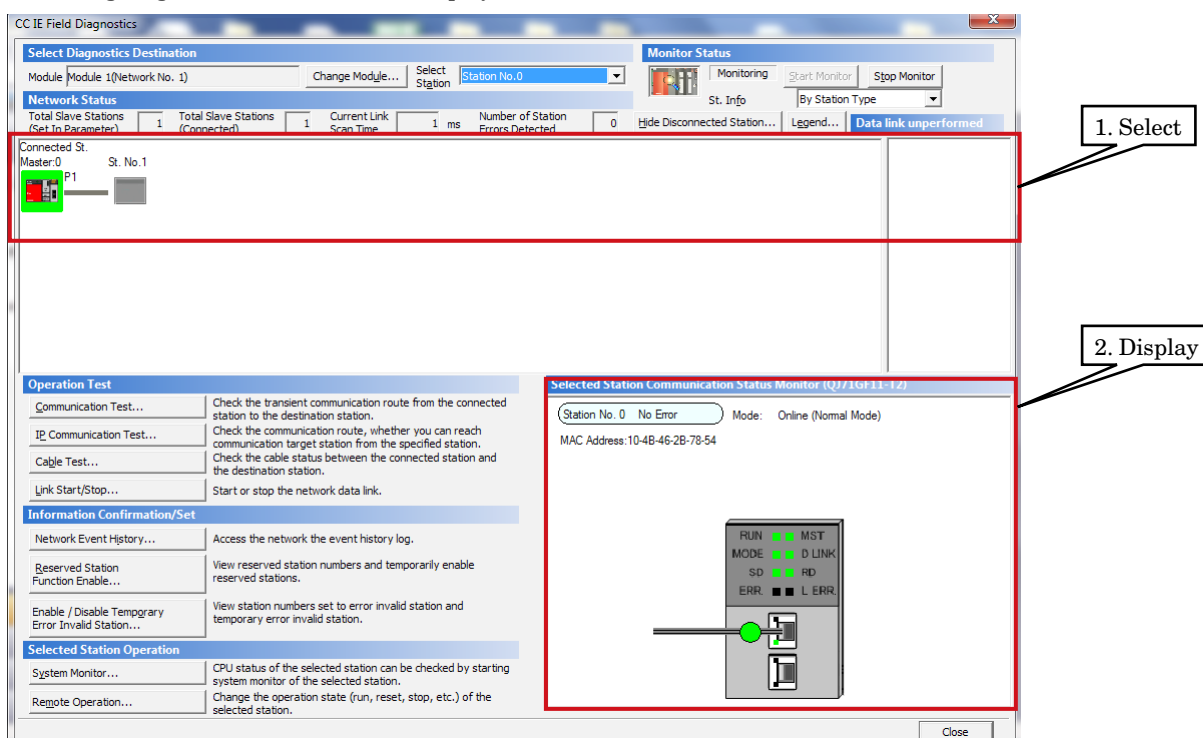 CC IE Field Diagnostics
Select Diagnostics Destination
Monitor Status
Module Module 1(Network No. 1)
Change Module...
Select
Station
Station No.0
Monitoring
Start Monitor
Stop Monitor
St. Info
By Station Type
Network Status
Total Slave Stations
(Set In Parameter)
1
Total Slave Stations
(Connected)
1
Current Link
Scan Time
1 ms
Number of Station
Errors Detected
0
Hide Disconnected Station...
Legend...
Data link unperformed
1. Select
Connected St.
Master:0
St. No.1
P1
2. Display
Operation Test
Communication Test...
Check the transient communication route from the connected
station to the destination station.
IP Communication Test...
Check the communication route, whether you can reach
communication target station from the specified station.
Cable Test...
Check the cable status between the connected station and
the destination station.
Link Start/Stop...
Start or stop the network data link.
Information Confirmation/Set
Network Event History...
Access the network the event history log.
Reserved Station
Function Enable...
View reserved station numbers and temporarily enable
reserved stations.
Enable / Disable Temporary
Error Invalid Station...
View station numbers set to error invalid station and
temporary error invalid station.
Selected Station Operation
System Monitor...
CPU status of the selected station can be checked by starting
system monitor of the selected station.
Remote Operation...
Change the operation state (run, reset, stop, etc.) of the
selected station.
Selected Station Communication Status Monitor (QJ71GF11-T2)
Station No. 0 No Error
Mode: Online (Normal Mode)
MAC Address:10-4B-46-2B-78-54
RUN MST
MODE D LINK
SD RD
ERR. L ERR.
Close